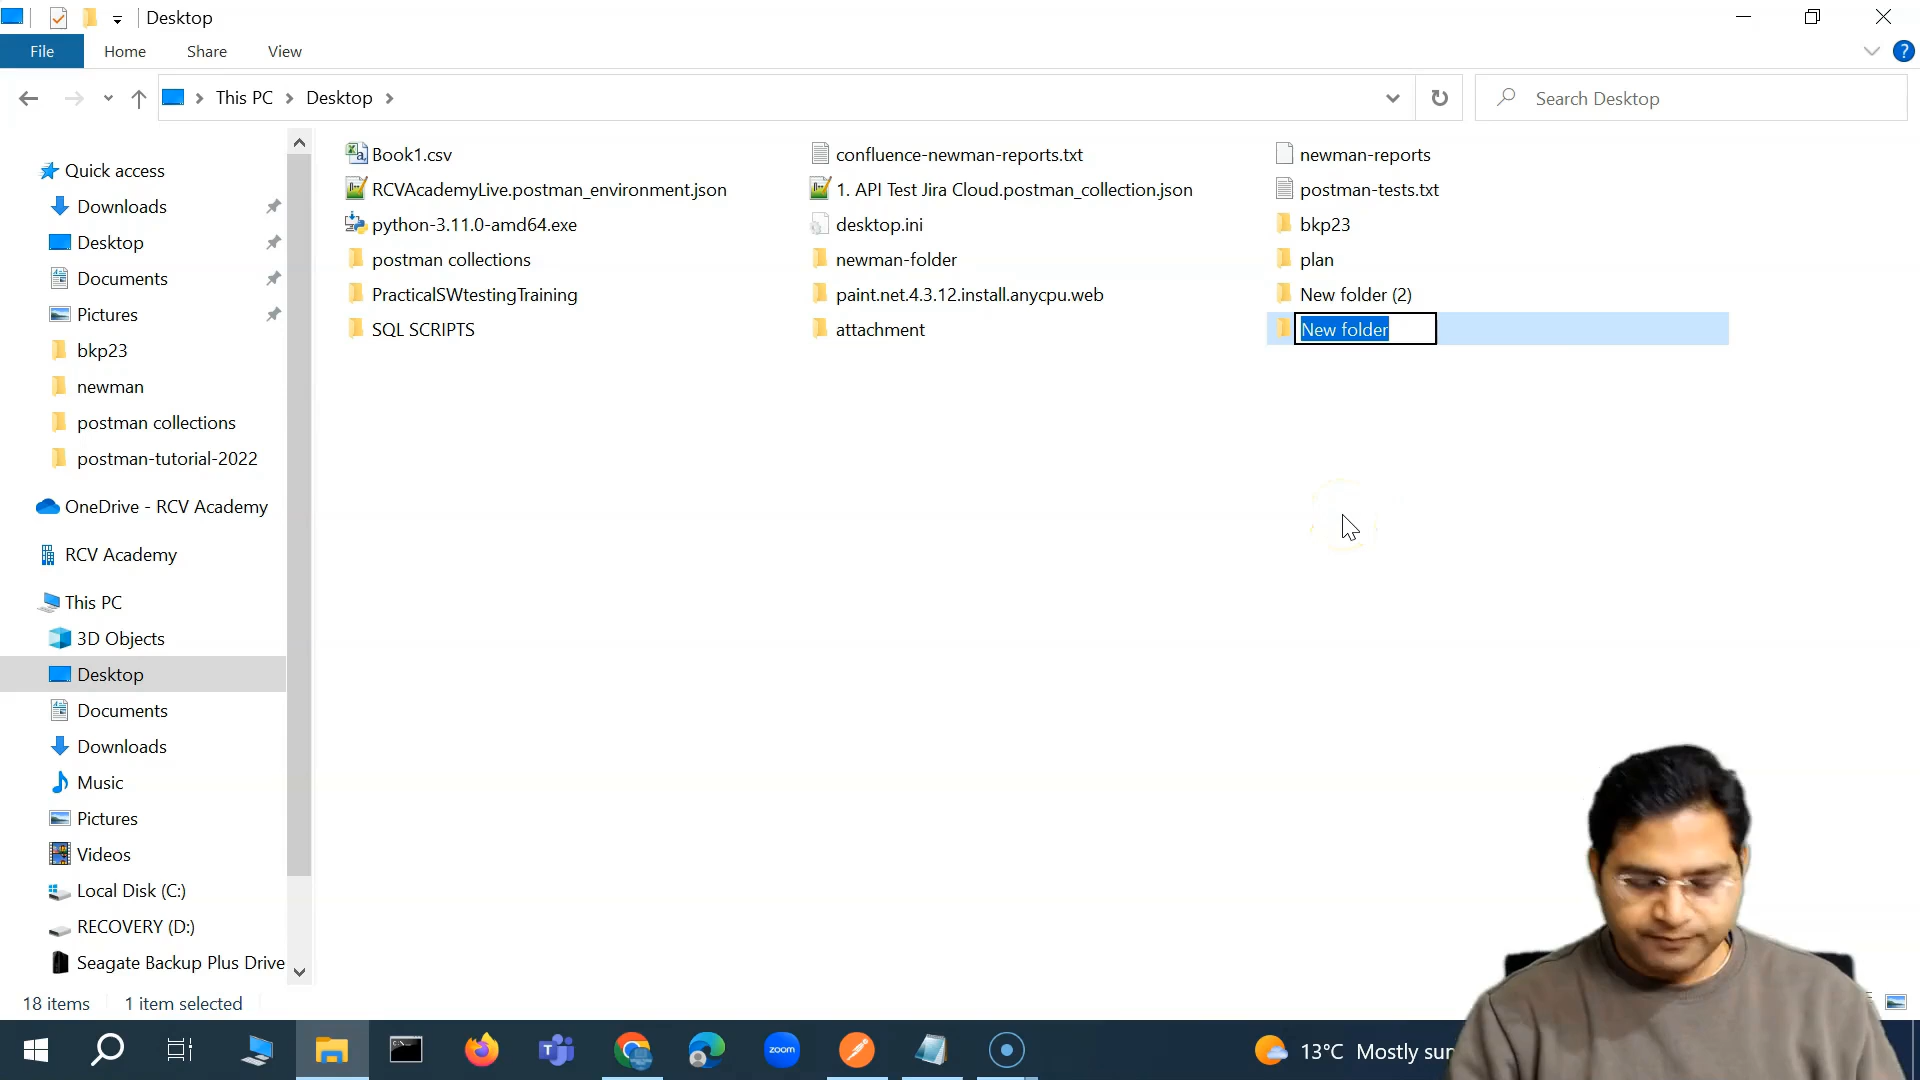 Desktop
File Home Share View
This PC Desktop
Search Desktop
Quick access
Downloads
Desktop
Documents
Pictures
bkp23
newman
postman collections
postman-tutorial-2022
OneDrive - RCV Academy
RCV Academy
This PC
3D Objects
Desktop
Documents
Downloads
Music
Pictures
Videos
Local Disk (C:)
RECOVERY (D:)
Seagate Backup Plus Drive
Book1.csv
RCVAcademyLive.postman_environment.json
python-3.11.0-amd64.exe
postman collections
PracticalSWtestingTraining
SQL SCRIPTS
confluence-newman-reports.txt
1. API Test Jira Cloud.postman_collection.json
desktop.ini
newman-folder
paint.net.4.3.12.install.anycpu.web
attachment
newman-reports
postman-tests.txt
bkp23
plan
New folder (2)
New folder
18 items 1 item selected
zoom
13°C Mostly sun